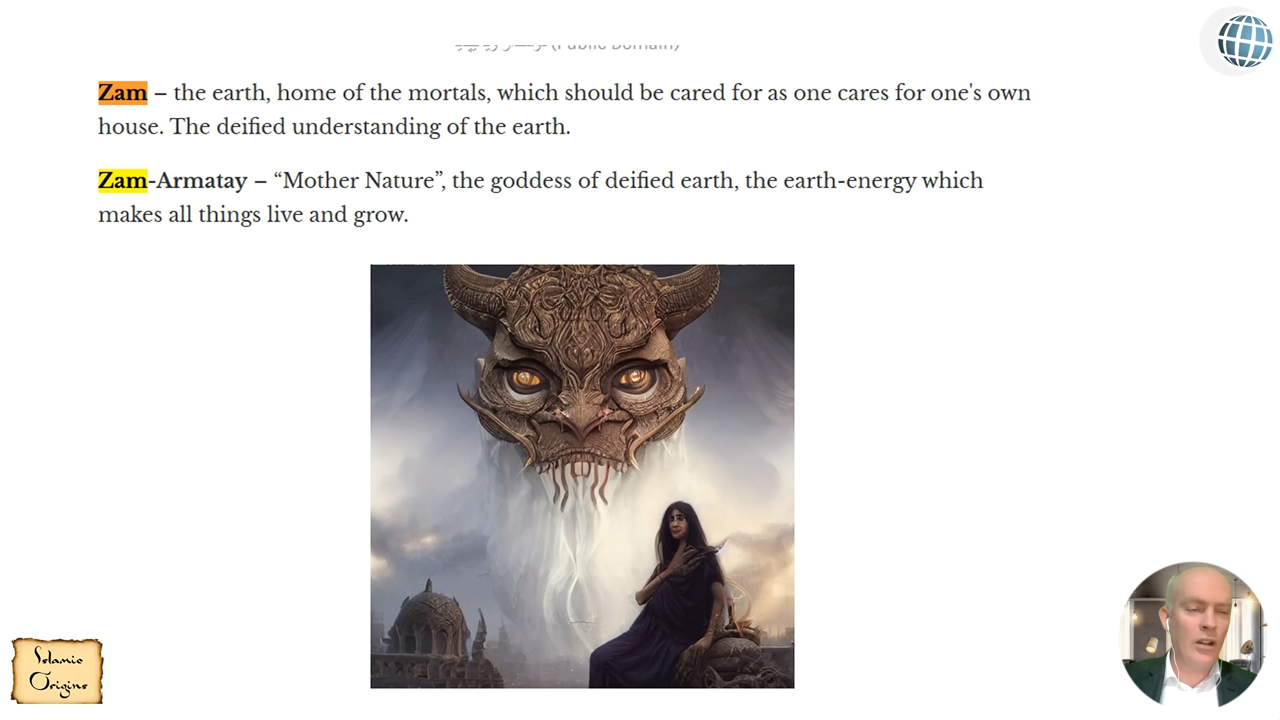 (Public Domain)
Zam – the earth, home of the mortals, which should be cared for as one cares for one's own
house. The deified understanding of the earth.
Zam-Armatay – “Mother Nature”, the goddess of deified earth, the earth-energy which
makes all things live and grow.
Islamic
Origins